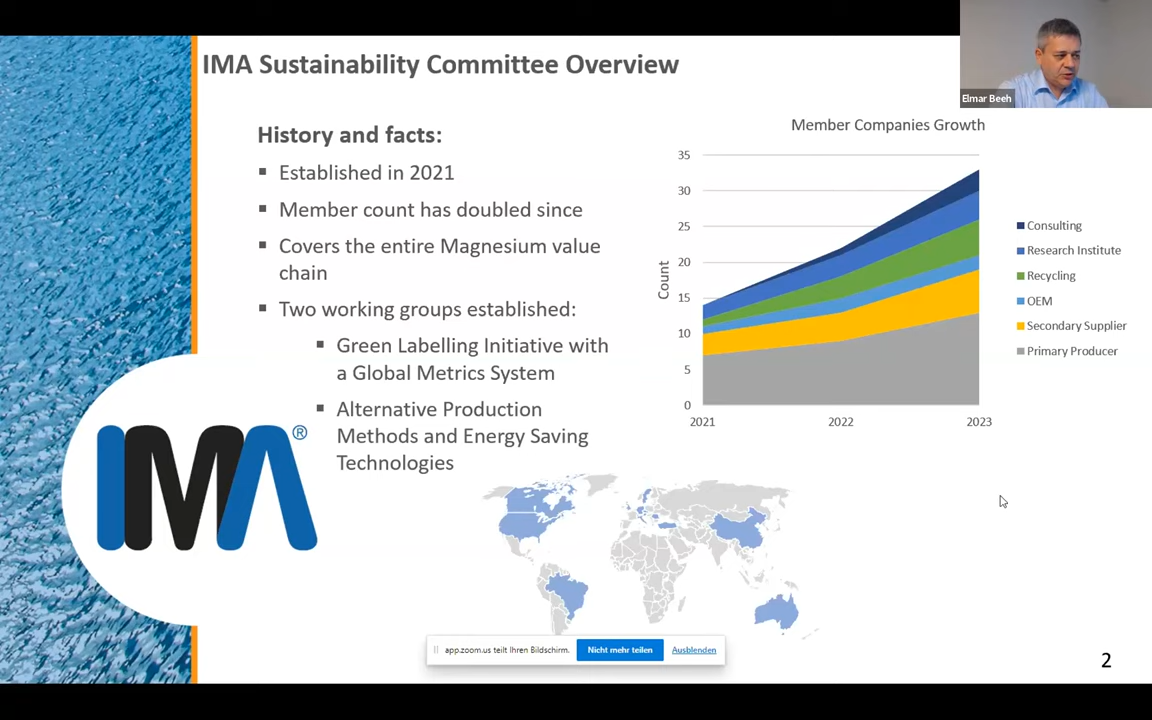 IMA Sustainability Committee Overview
Elmar Beeh
History and facts:
▪ Established in 2021
▪ Member count has doubled since
▪ Covers the entire Magnesium value
chain
▪ Two working groups established:
▪ Green Labelling Initiative with
a Global Metrics System
▪ Alternative Production
Methods and Energy Saving
Technologies
IMA®
Member Companies Growth
Count
35
30
25
20
15
10
5
0
2021 2022 2023
Consulting
Research Institute
Recycling
OEM
Secondary Supplier
Primary Producer
app.zoom.us teilt Ihren Bildschirm. Nicht mehr teilen Ausblenden
2